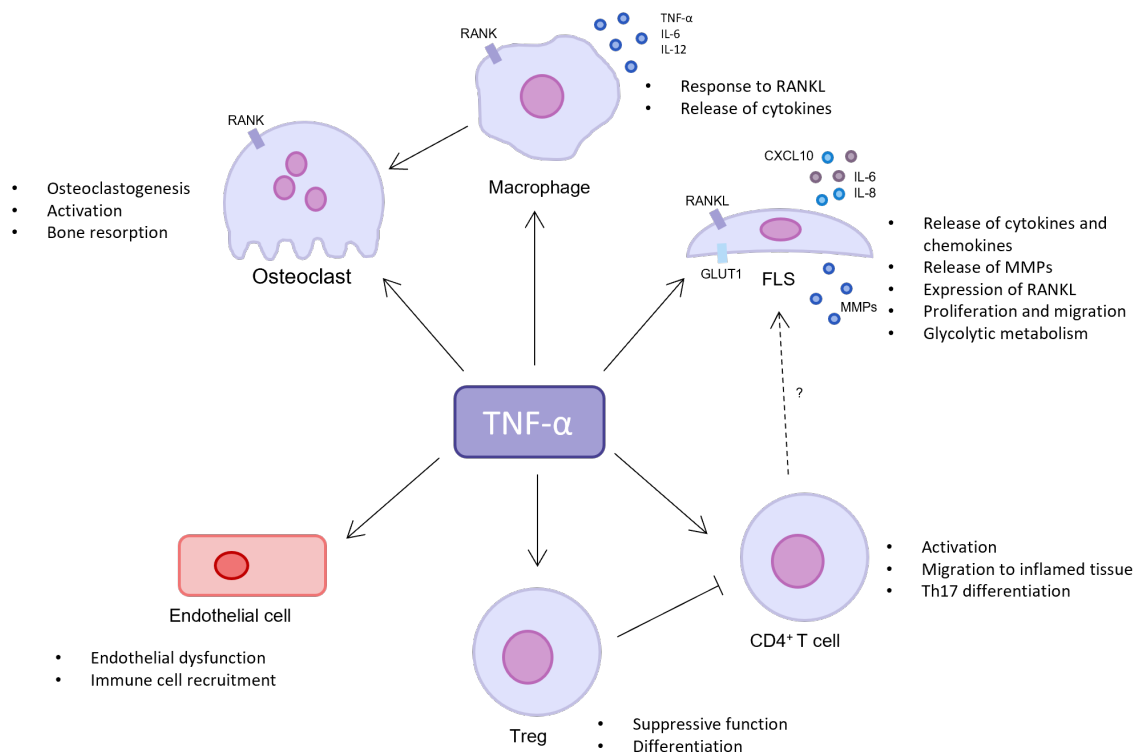 TNF-α
IL-6
IL-12
RANK
• Response to RANKL
• Release of cytokines
Macrophage
RANK
• Osteoclastogenesis
• Activation
• Bone resorption
Osteoclast
CXCL10
IL-6
IL-8
RANKL
GLUT1
FLS
MMPs
• Release of cytokines and
chemokines
• Release of MMPs
• Expression of RANKL
• Proliferation and migration
• Glycolytic metabolism
?
TNF-α
Endothelial cell
• Endothelial dysfunction
• Immune cell recruitment
Treg
• Suppressive function
• Differentiation
CD4⁺ T cell
• Activation
• Migration to inflamed tissue
• Th17 differentiation